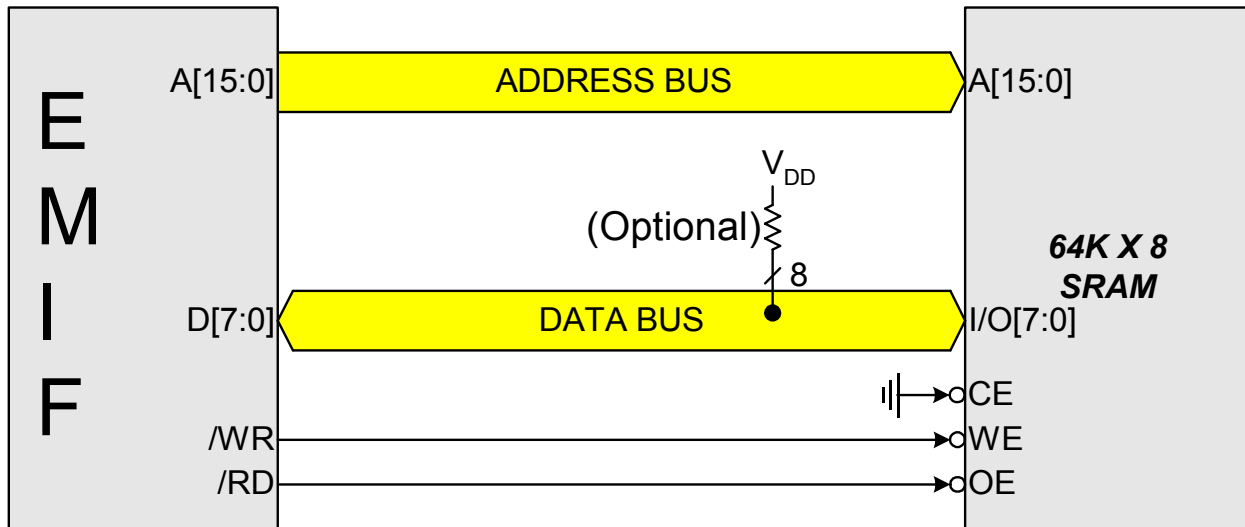 E
M
I
F
A[15:0]
ADDRESS BUS
A[15:0]
VDD
(Optional)
8
64K X 8
SRAM
D[7:0]
DATA BUS
I/O[7:0]
CE
/WR
WE
/RD
OE